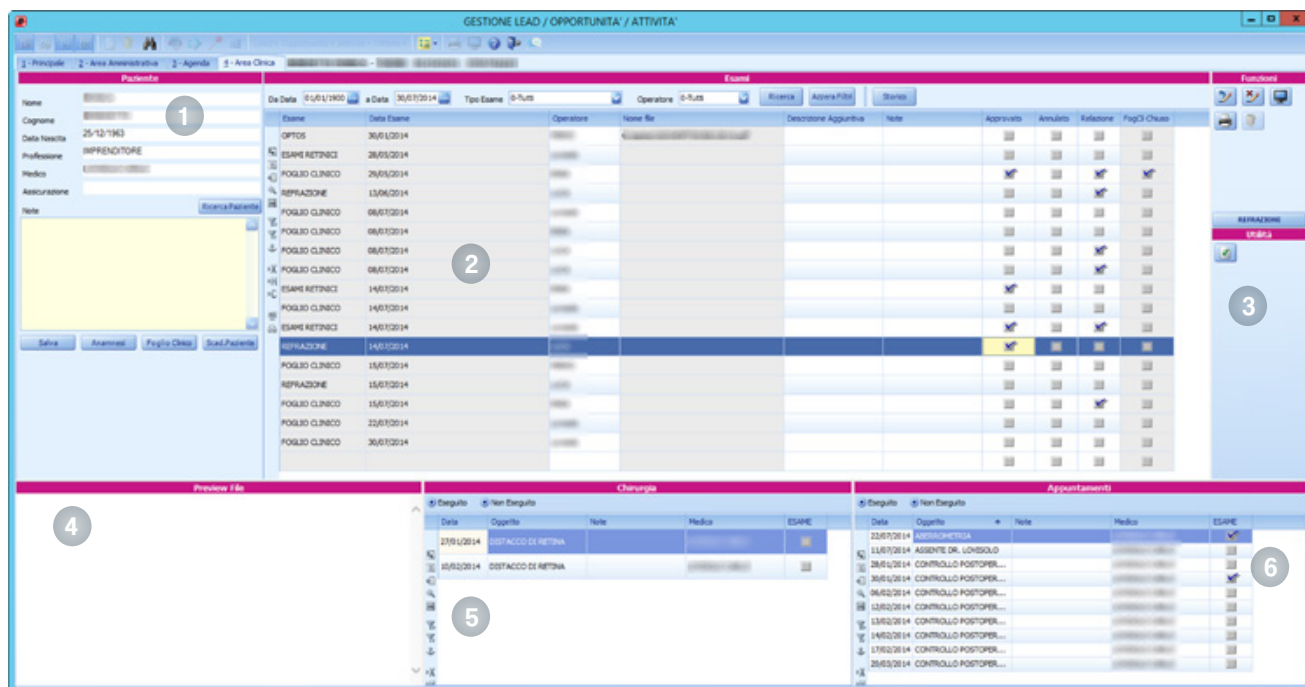 GESTIONE LEAD / OPPORTUNITA' / ATTIVITA'
1 - Principale 2 - Area Amministrativa 3 - Agenda 4 - Area Clinica
Paziente
Nome
Cognome
Data Nascita 25/12/1963
Professione IMPRENDITORE
Medico
Assicurazione
Note
Ricerca Paziente
Salva Anamnesi Foglio Clinico Scad.Paziente
1
Esami
Da Data 01/01/1900 a Data 30/07/2014 Tipo Esame 0-Tutti Operatore 0-Tutti Ricerca Azzera Filtri Storico
Esame Data Esame Operatore Nome file Descrizione Aggiuntiva Note Approvato Annullato Relazione FogCli Chiuso
OPTOS 30/01/2014
ESAMI RETINICI 28/05/2014
FOGLIO CLINICO 29/05/2014
REFRAZIONE 13/06/2014
FOGLIO CLINICO 08/07/2014
FOGLIO CLINICO 08/07/2014
FOGLIO CLINICO 08/07/2014
FOGLIO CLINICO 08/07/2014
ESAMI RETINICI 14/07/2014
FOGLIO CLINICO 14/07/2014
ESAMI RETINICI 14/07/2014
REFRAZIONE 14/07/2014
FOGLIO CLINICO 15/07/2014
REFRAZIONE 15/07/2014
FOGLIO CLINICO 15/07/2014
FOGLIO CLINICO 22/07/2014
FOGLIO CLINICO 30/07/2014
2
Funzioni
REFRAZIONE
Utilità
3
Preview File
4
Chirurgia
Eseguito Non Eseguito
Data Oggetto Note Medico ESAME
27/01/2014 DISTACCO DI RETINA
10/02/2014 DISTACCO DI RETINA
5
Appuntamenti
Eseguito Non Eseguito
Data Oggetto Note Medico ESAME
22/07/2014 ABERROMETRIA
11/07/2014 ASSENTE DR. LOVISOLO
28/01/2014 CONTROLLO POSTOPER...
30/01/2014 CONTROLLO POSTOPER...
06/02/2014 CONTROLLO POSTOPER...
12/02/2014 CONTROLLO POSTOPER...
13/02/2014 CONTROLLO POSTOPER...
14/02/2014 CONTROLLO POSTOPER...
17/02/2014 CONTROLLO POSTOPER...
20/03/2014 CONTROLLO POSTOPER...
6